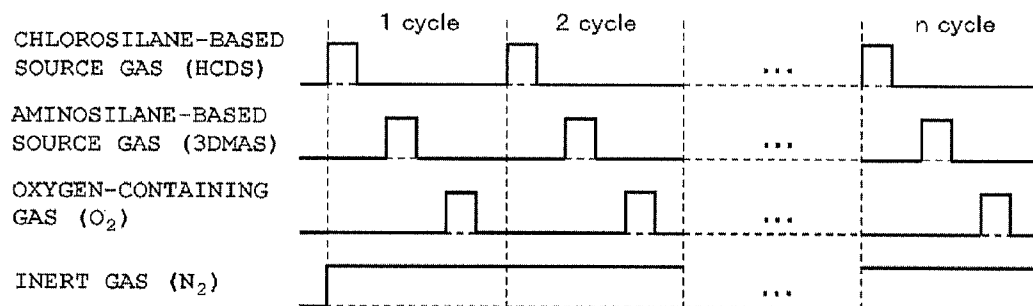 1 cycle 2 cycle n cycle
CHLOROSILANE-BASED
SOURCE GAS (HCDS)
...
AMINOSILANE-BASED
SOURCE GAS (3DMAS)
...
OXYGEN-CONTAINING
GAS (O₂)
...
INERT GAS (N₂)
...